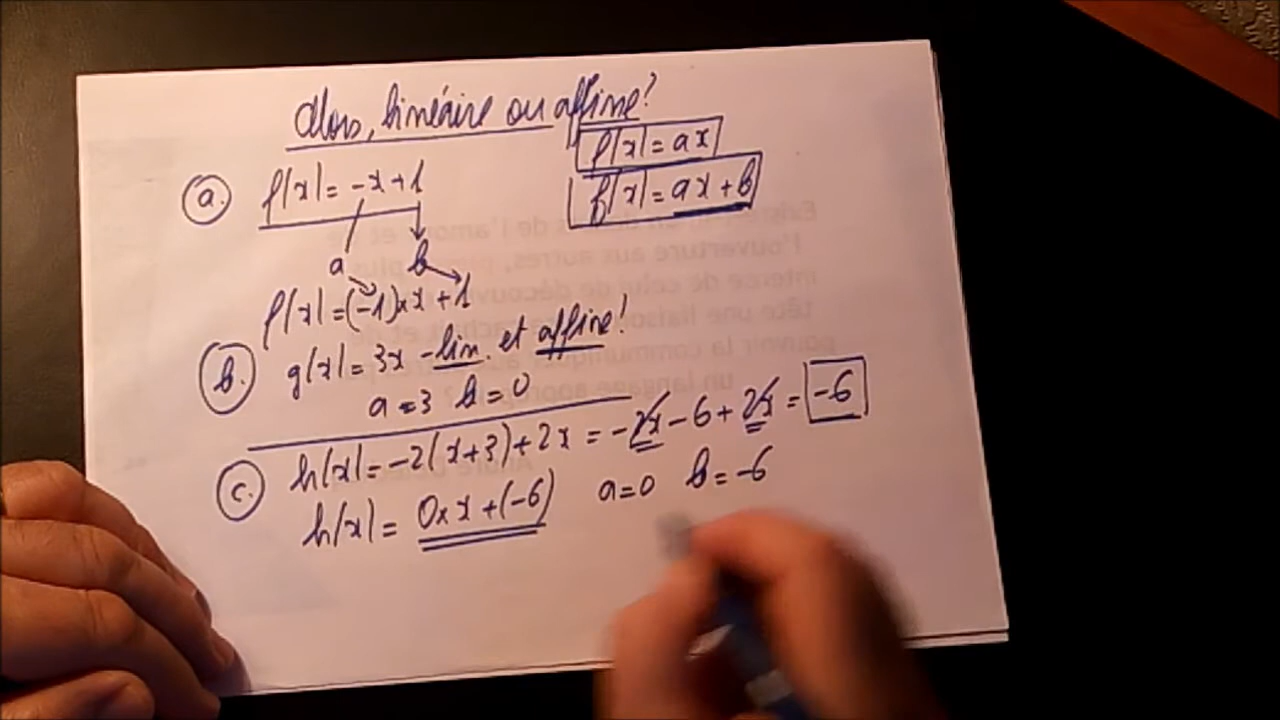 Alors, linéaire ou affine?
f(x) = ax
f(x) = ax + b
a. f(x) = -x + 1
a b
f(x) = (-1) × x + 1
b. g(x) = 3x - lin. et affine!
a = 3 b = 0
c. h(x) = -2(x+3) + 2x = -2x - 6 + 2x = -6
h(x) = 0 × x + (-6) a = 0 b = -6